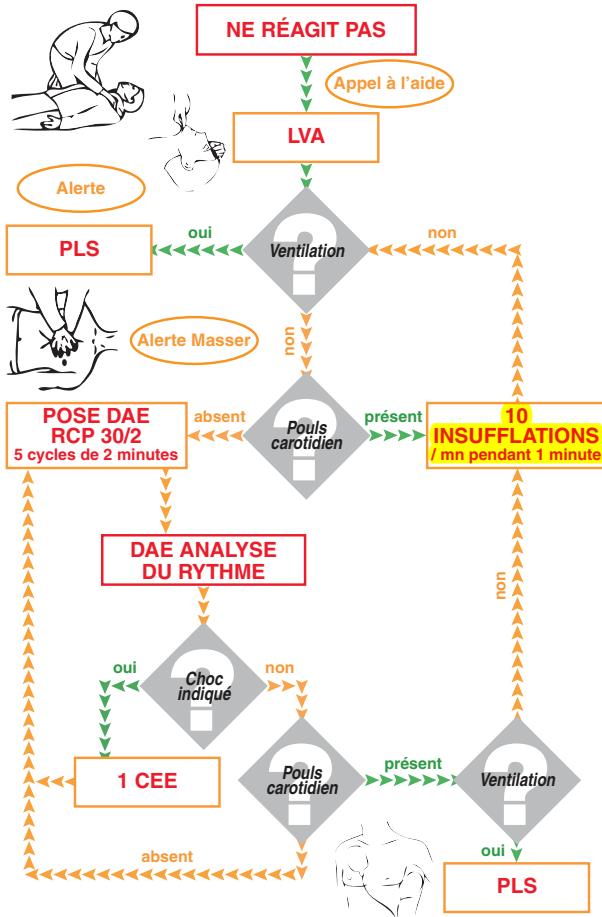 NE RÉAGIT PAS
Appel à l'aide
LVA
Alerte
oui
non
PLS
Ventilation
Alerte Masser
non
POSE DAE
RCP 30/2
5 cycles de 2 minutes
absent
Pouls
carotidien
présent
10
INSUFFLATIONS
/ mn pendant 1 minute
DAE ANALYSE
DU RYTHME
non
oui
Choc
indiqué
non
1 CEE
Pouls
carotidien
présent
Ventilation
absent
oui
PLS